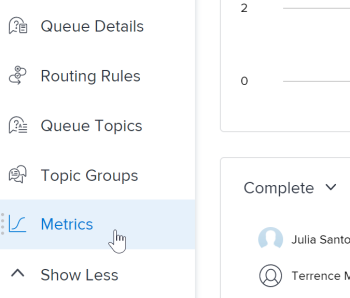 Queue Details
Routing Rules
Queue Topics
Topic Groups
Metrics
Show Less
2
0
Complete
Julia Santo
Terrence M